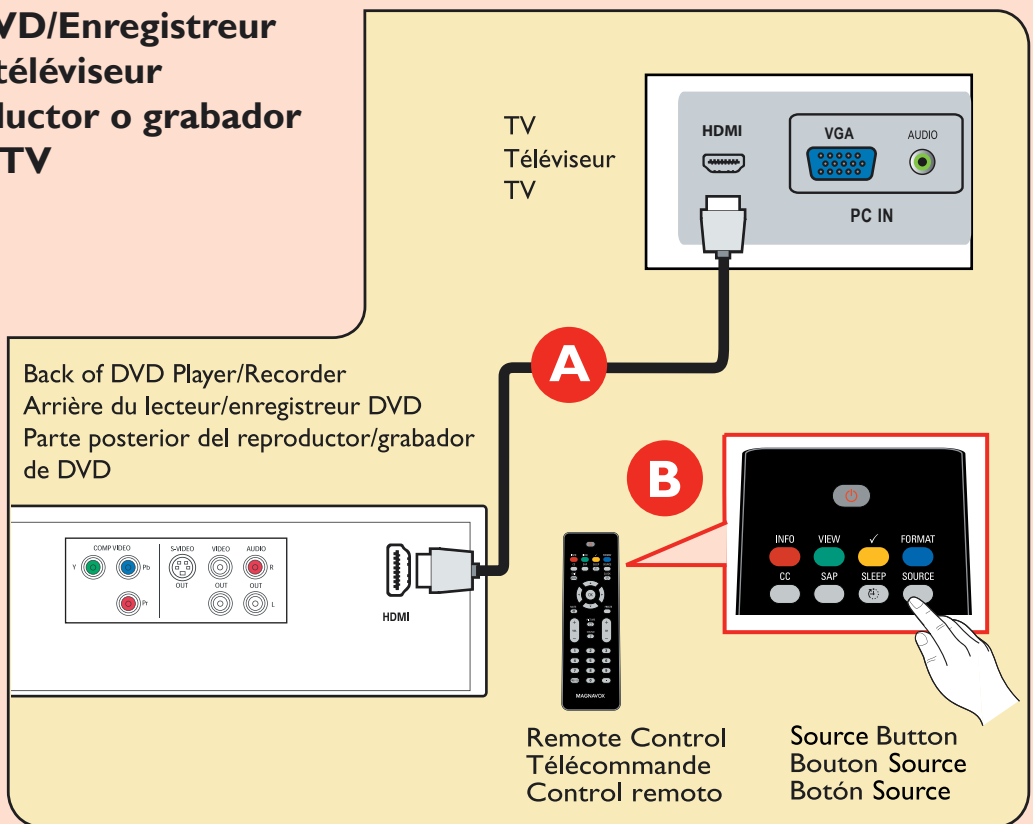 VD/Enregistreur
téléviseur
ductor o grabador
TV
TV
Téléviseur
TV
HDMI
VGA
AUDIO
PC IN
A
Back of DVD Player/Recorder
Arrière du lecteur/enregistreur DVD
Parte posterior del reproductor/grabador
de DVD
B
COMP VIDEO
S-VIDEO
VIDEO
AUDIO
Y
Pb
R
OUT
OUT
OUT
Pr
L
HDMI
INFO
VIEW
✓
FORMAT
CC
SAP
SLEEP
SOURCE
MAGNAVOX
Remote Control
Télécommande
Control remoto
Source Button
Bouton Source
Botón Source